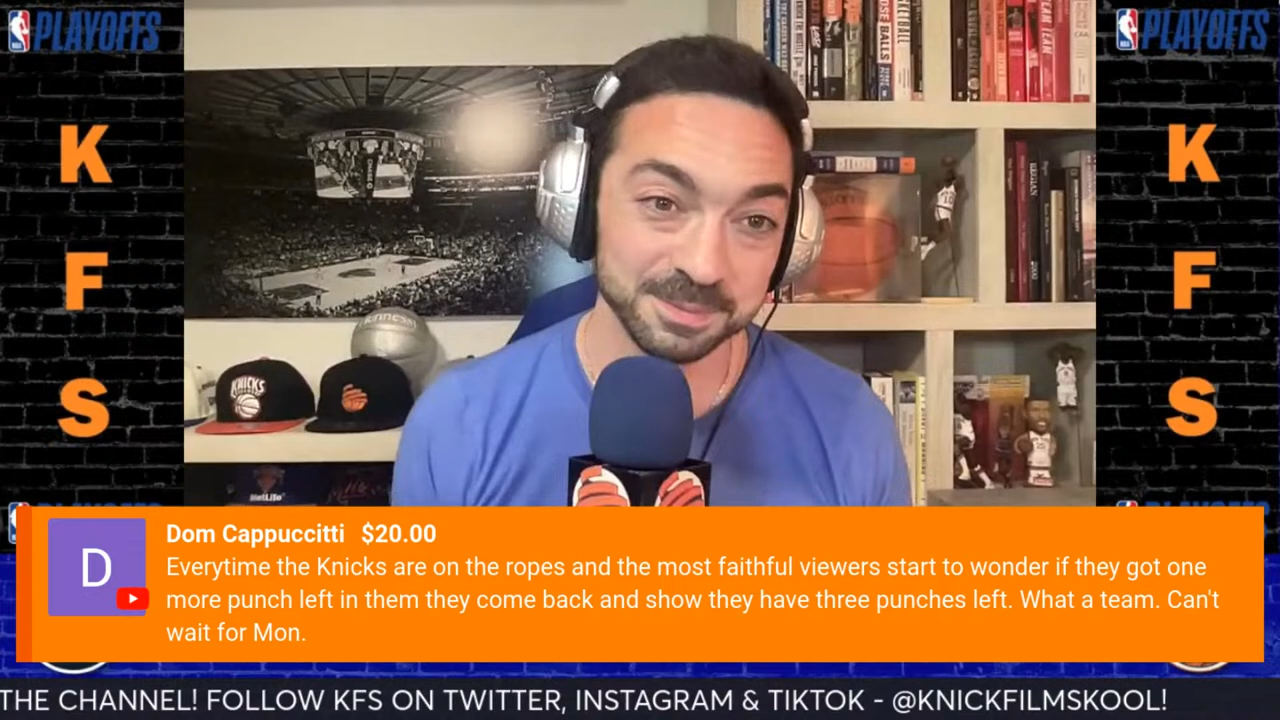 PLAYOFFS
PLAYOFFS
K
F
S
K
F
S
KNICKS
MetLife
Dom Cappuccitti $20.00
D
Everytime the Knicks are on the ropes and the most faithful viewers start to wonder if they got one
more punch left in them they come back and show they have three punches left. What a team. Can't
wait for Mon.
THE CHANNEL! FOLLOW KFS ON TWITTER, INSTAGRAM & TIKTOK - @KNICKFILMSKOOL!